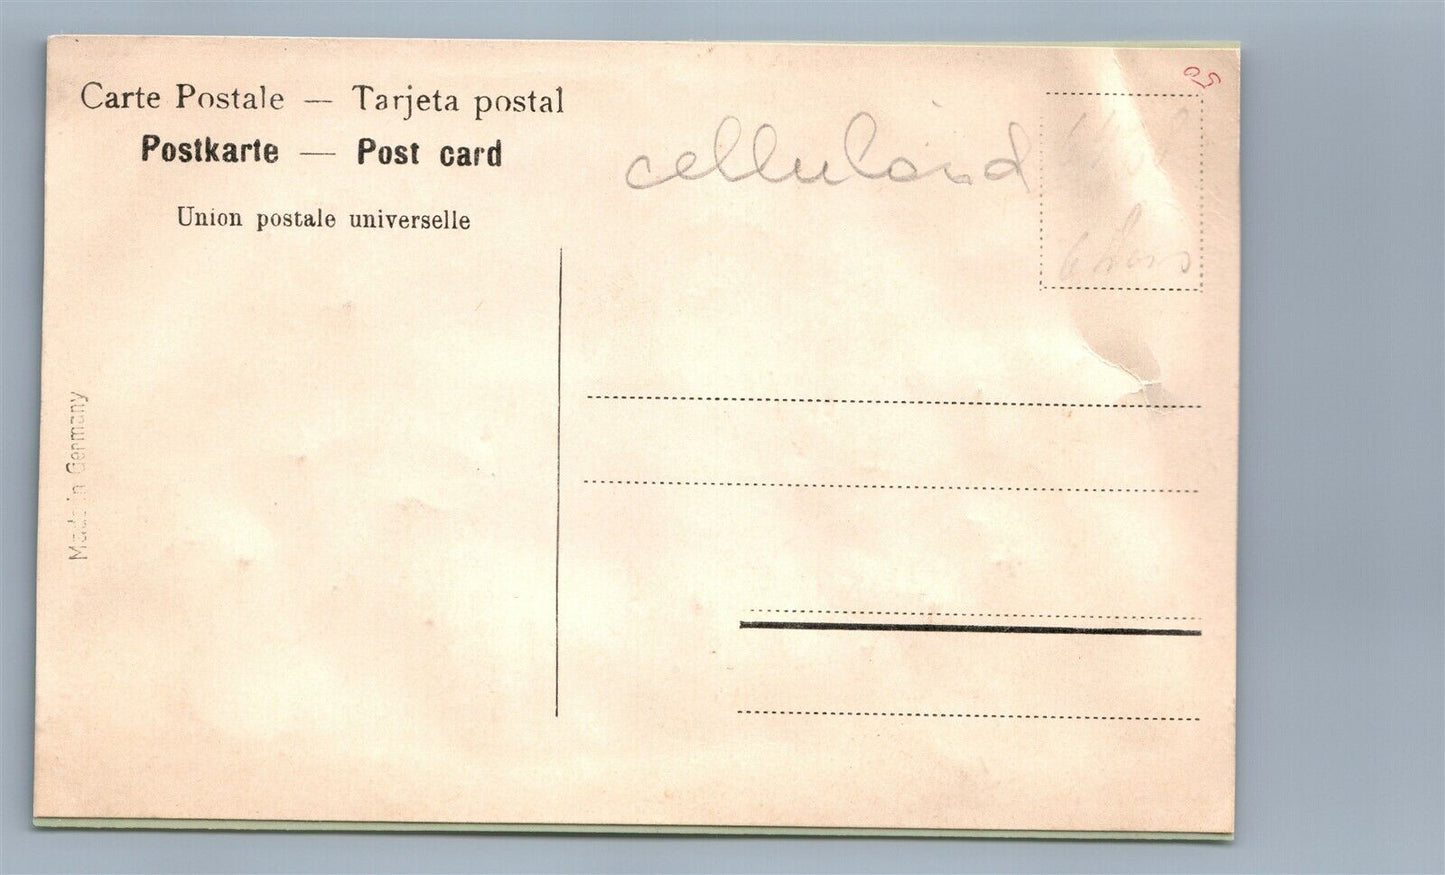 Carte Postale — Tarjeta postal
Postkarte — Post card
Union postale universelle
celluloid
Made in Germany